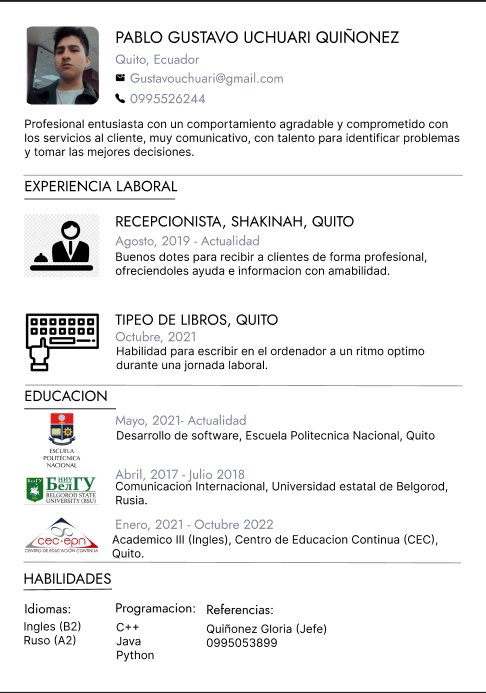 PABLO GUSTAVO UCHUARI QUIÑONEZ
Quito, Ecuador
Gustavouchuari@gmail.com
0995526244
Profesional entusiasta con un comportamiento agradable y comprometido con
los servicios al cliente, muy comunicativo, con talento para identificar problemas
y tomar las mejores decisiones.
EXPERIENCIA LABORAL
RECEPCIONISTA, SHAKINAH, QUITO
Agosto, 2019 - Actualidad
Buenos dotes para recibir a clientes de forma profesional,
ofreciendoles ayuda e informacion con amabilidad.
TIPEO DE LIBROS, QUITO
Octubre, 2021
Habilidad para escribir en el ordenador a un ritmo optimo
durante una jornada laboral.
EDUCACION
ESCUELA
POLITÉCNICA
NACIONAL
Mayo, 2021- Actualidad
Desarrollo de software, Escuela Politecnica Nacional, Quito
БелГУ
НИУ
БелГУ
BELGOROD STATE
UNIVERSITY (BSU)
Abril, 2017 - Julio 2018
Comunicacion Internacional, Universidad estatal de Belgorod,
Rusia.
cec-epn
CENTRO DE EDUCACIÓN CONTINUA
Enero, 2021 - Octubre 2022
Academico III (Ingles), Centro de Educacion Continua (CEC),
Quito.
HABILIDADES
Idiomas:
Ingles (B2)
Ruso (A2)
Programacion:
C++
Java
Python
Referencias:
Quiñonez Gloria (Jefe)
0995053899